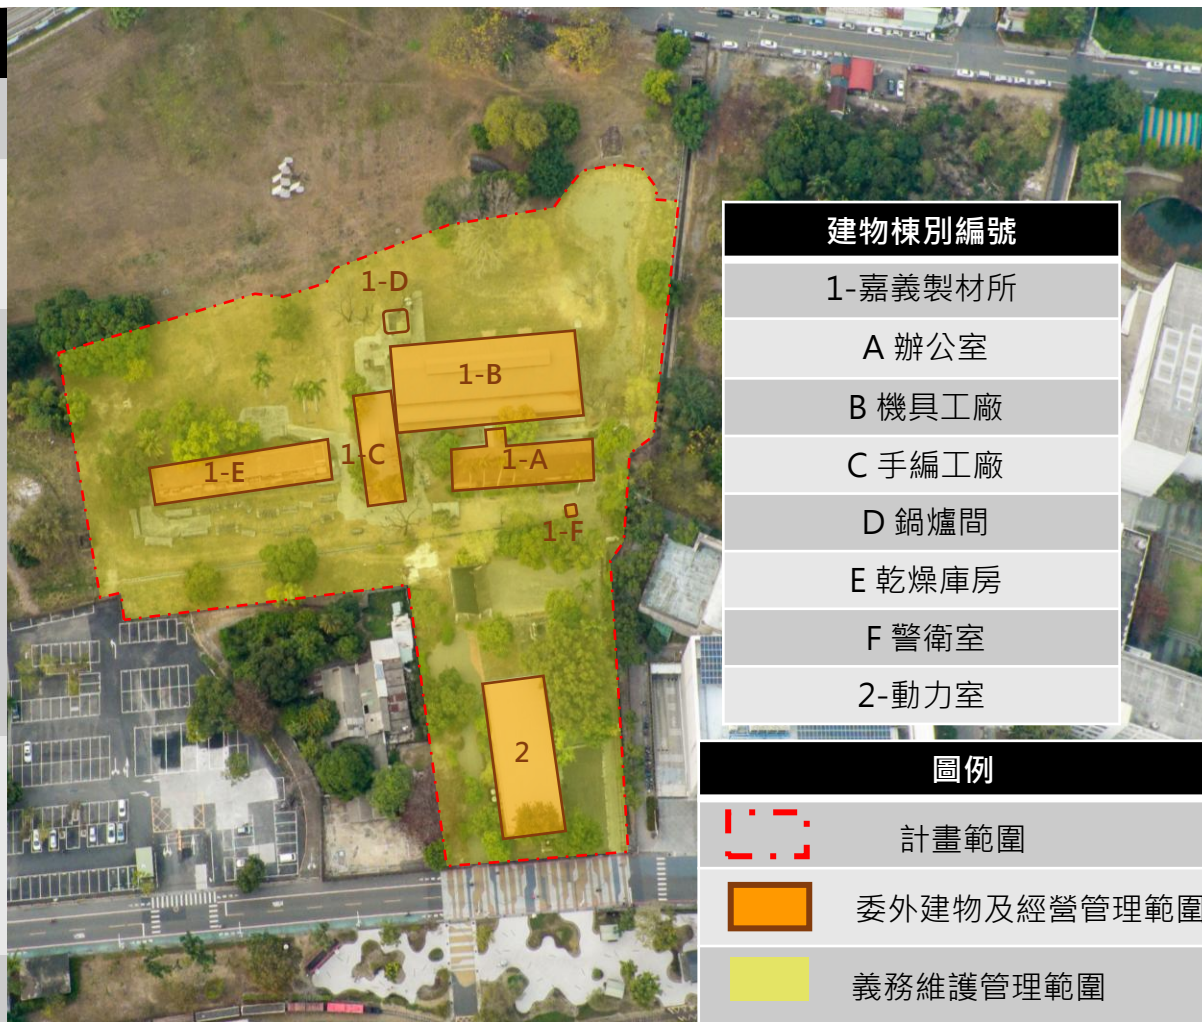 1-D
1-B
1-C
1-E
1-A
1-F
2
建物棟別編號
1-嘉義製材所
A 辦公室
B 機具工廠
C 手編工廠
D 鍋爐間
E 乾燥庫房
F 警衛室
2-動力室
圖例
計畫範圍
委外建物及經營管理範圍
義務維護管理範圍